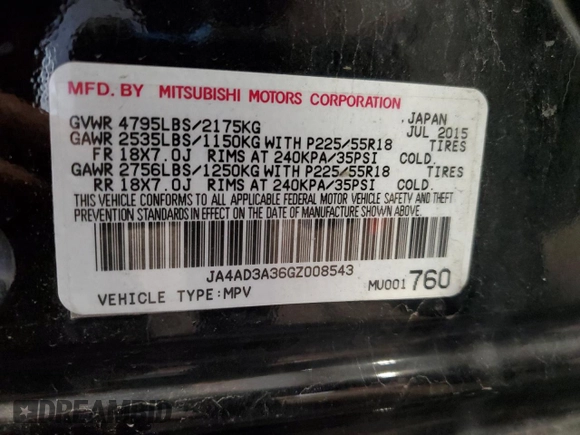 MFD. BY MITSUBISHI MOTORS CORPORATION
JAPAN
GVWR 4795LBS/2175KG JUL 2015
GAWR 2535LBS/1150KG WITH P225/55R18 TIRES
FR 18X7.0J RIMS AT 240KPA/35PSI COLD.
GAWR 2756LBS/1250KG WITH P225/55R18 TIRES
RR 18X7.0J RIMS AT 240KPA/35PSI COLD.
THIS VEHICLE CONFORMS TO ALL APPLICABLE FEDERAL MOTOR VEHICLE SAFETY AND THEFT
PREVENTION STANDARDS IN EFFECT ON THE DATE OF MANUFACTURE SHOWN ABOVE.
JA4AD3A36GZ008543
VEHICLE TYPE:MPV MU001 760
DREAMBID